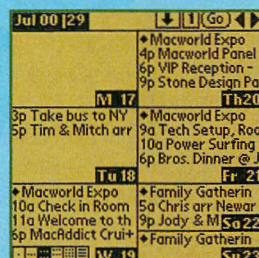 Jul 00 |29
1 Go
M 17
3p Take bus to NY
5p Tim & Mitch arr
Tu 18
◆Macworld Expo
10a Check in Room
11a Welcome to th
6p MacAddict Crui+
W 19
◆Macworld Expo
4p Macworld Panel
6p VIP Reception -
9p Stone Design Pa
Th20
◆Macworld Expo
9a Tech Setup, Roo
10a Power Surfing
6p Bros. Dinner @ J
Fr 21
◆Family Gatherin
5a Chris arr Newar
9p Jody & M
Sa22
◆Family Gatherin
Su23